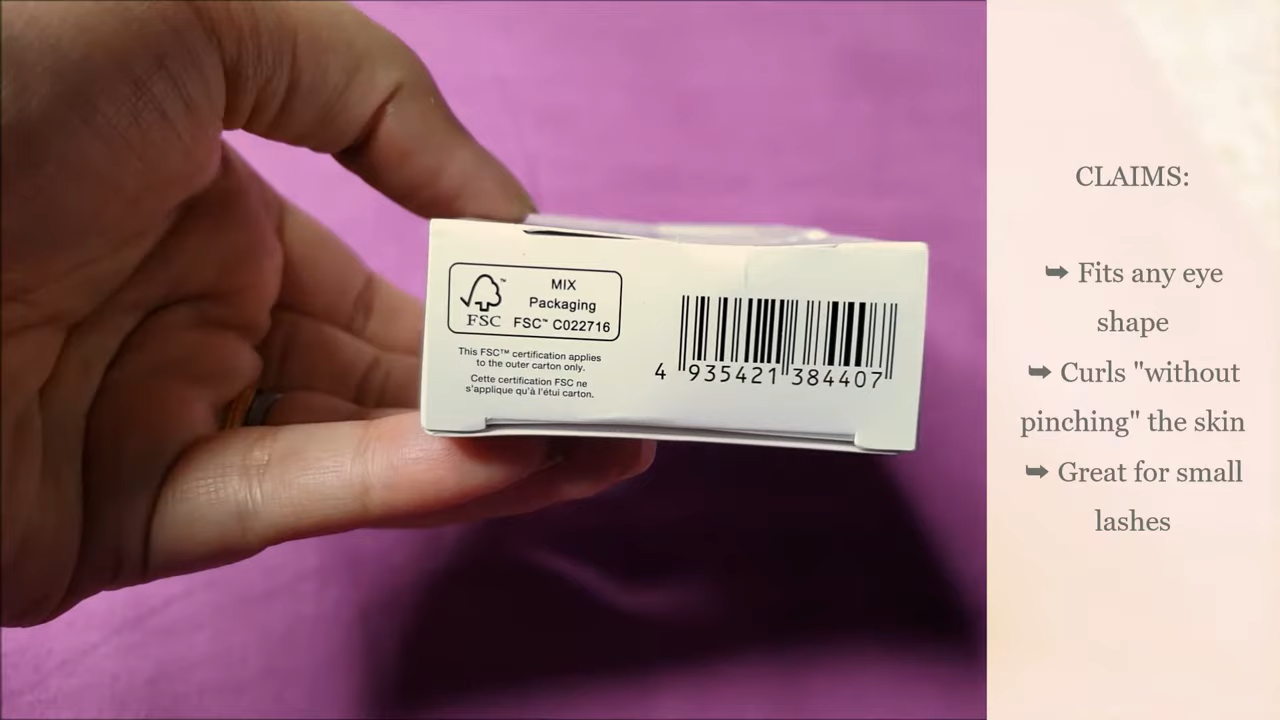 MIX
Packaging
FSC™ C022716
FSC
™
This FSC™ certification applies
to the outer carton only.
Cette certification FSC ne
s'applique qu'à l'étui carton.
4 935421 384407
CLAIMS:
➥ Fits any eye
shape
➥ Curls "without
pinching" the skin
➥ Great for small
lashes